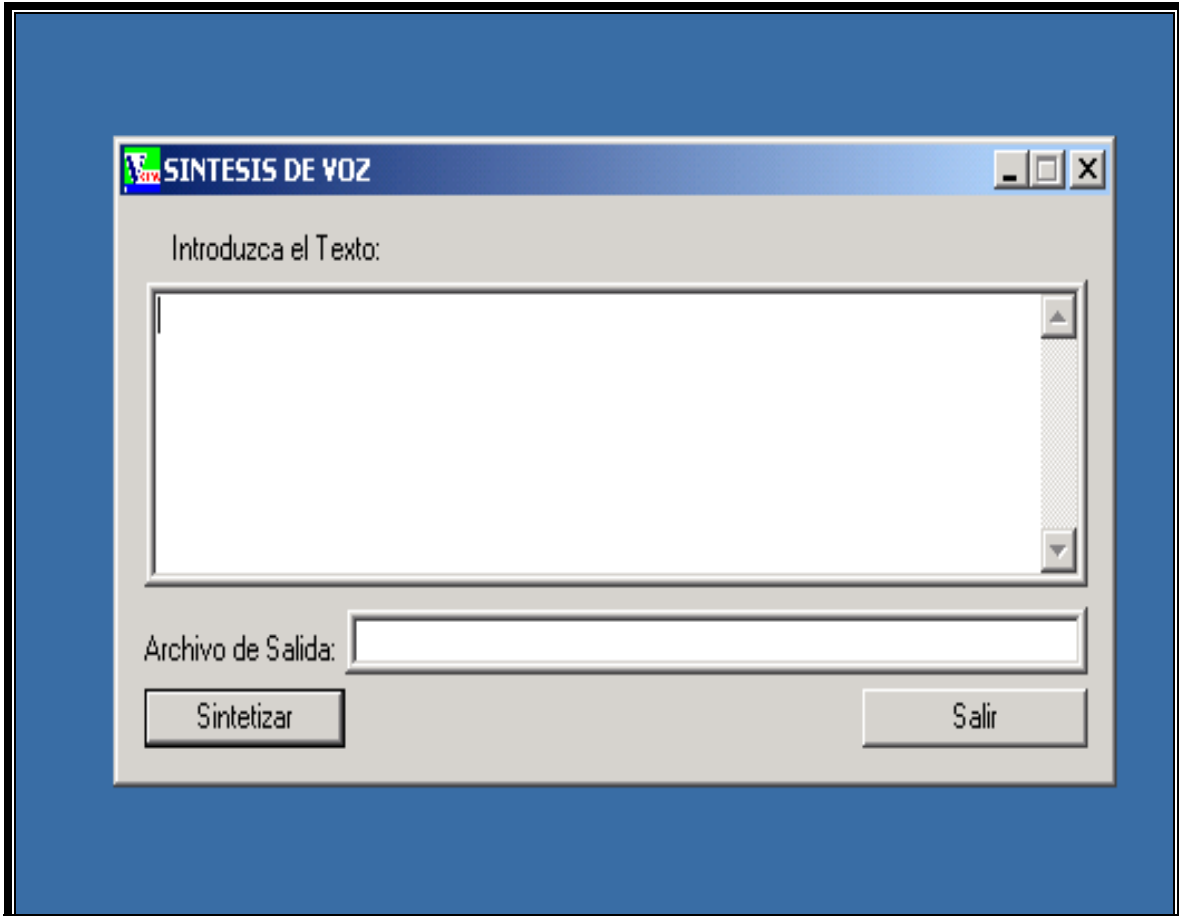 SINTESIS DE VOZ
Introduzca el Texto:
Archivo de Salida:
Sintetizar
Salir